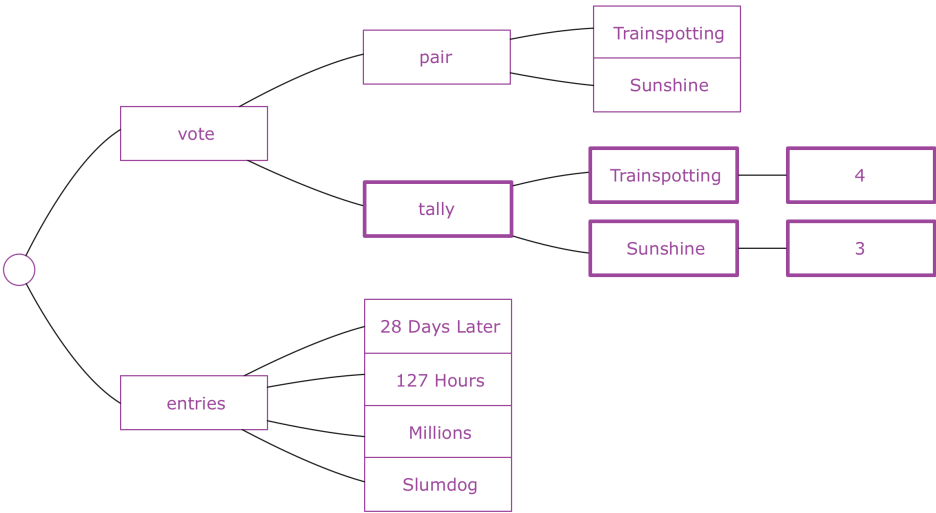 vote
pair
Trainspotting
Sunshine
tally
Trainspotting
4
Sunshine
3
entries
28 Days Later
127 Hours
Millions
Slumdog